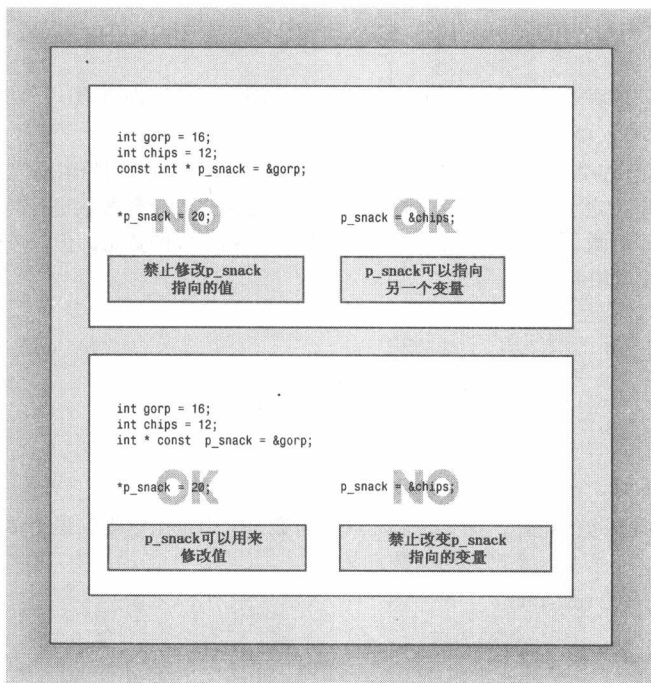 int gorp = 16;
int chips = 12;
const int * p_snack = &gorp;
*p_snack = 20;
NO
p_snack = &chips;
OK
禁止修改p_snack
指向的值
p_snack可以指向
另一个变量
int gorp = 16;
int chips = 12;
int * const p_snack = &gorp;
*p_snack = 20;
OK
p_snack = &chips;
NO
p_snack可以用来
修改值
禁止改变p_snack
指向的变量